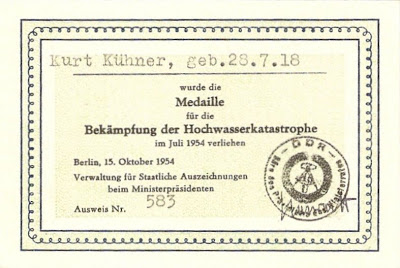 Kurt Kühner, geb.28.7.18
wurde die
Medaille
für die
Bekämpfung der Hochwasserkatastrophe
im Juli 1954 verliehen
Berlin, 15. Oktober 1954
Verwaltung für Staatliche Auszeichnungen
beim Ministerpräsidenten
Ausweis Nr. 583
DDR